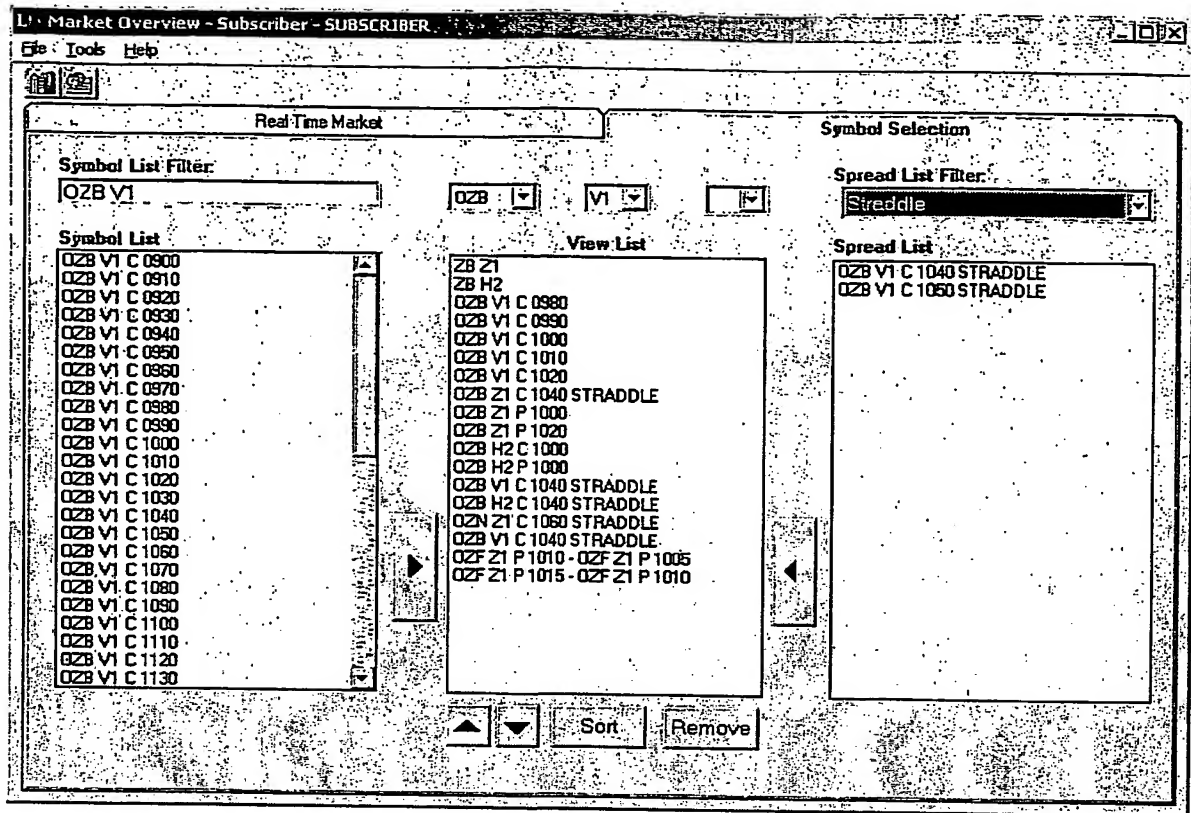 Market Overview - Subscriber - SUBSCRIBER
File Tools Help
Real Time Market
Symbol Selection
Symbol List Filter:
OZB V1
OZB
V1
Spread List Filter:
Straddle
Symbol List
OZB V1 C 0900
OZB V1 C 0910
OZB V1 C 0920
OZB V1 C 0930
OZB V1 C 0940
OZB V1 C 0950
OZB V1 C 0960
OZB V1 C 0970
OZB V1 C 0980
OZB V1 C 0990
OZB V1 C 1000
OZB V1 C 1010
OZB V1 C 1020
OZB V1 C 1030
OZB V1 C 1040
OZB V1 C 1050
OZB V1 C 1060
OZB V1 C 1070
OZB V1 C 1080
OZB V1 C 1090
OZB V1 C 1100
OZB V1 C 1110
OZB V1 C 1120
OZB V1 C 1130
View List
ZB Z1
ZB H2
OZB V1 C 0980
OZB V1 C 0990
OZB V1 C 1000
OZB V1 C 1010
OZB V1 C 1020
OZB Z1 C 1040 STRADDLE
OZB Z1 P 1000
OZB Z1 P 1020
OZB H2 C 1000
OZB H2 P 1000
OZB V1 C 1040 STRADDLE
OZB H2 C 1040 STRADDLE
OZN Z1 C 1060 STRADDLE
OZB V1 C 1040 STRADDLE
OZF Z1 P 1010 - OZF Z1 P 1005
OZF Z1 P 1015 - OZF Z1 P 1010
Sort
Remove
Spread List
OZB V1 C 1040 STRADDLE
OZB V1 C 1050 STRADDLE